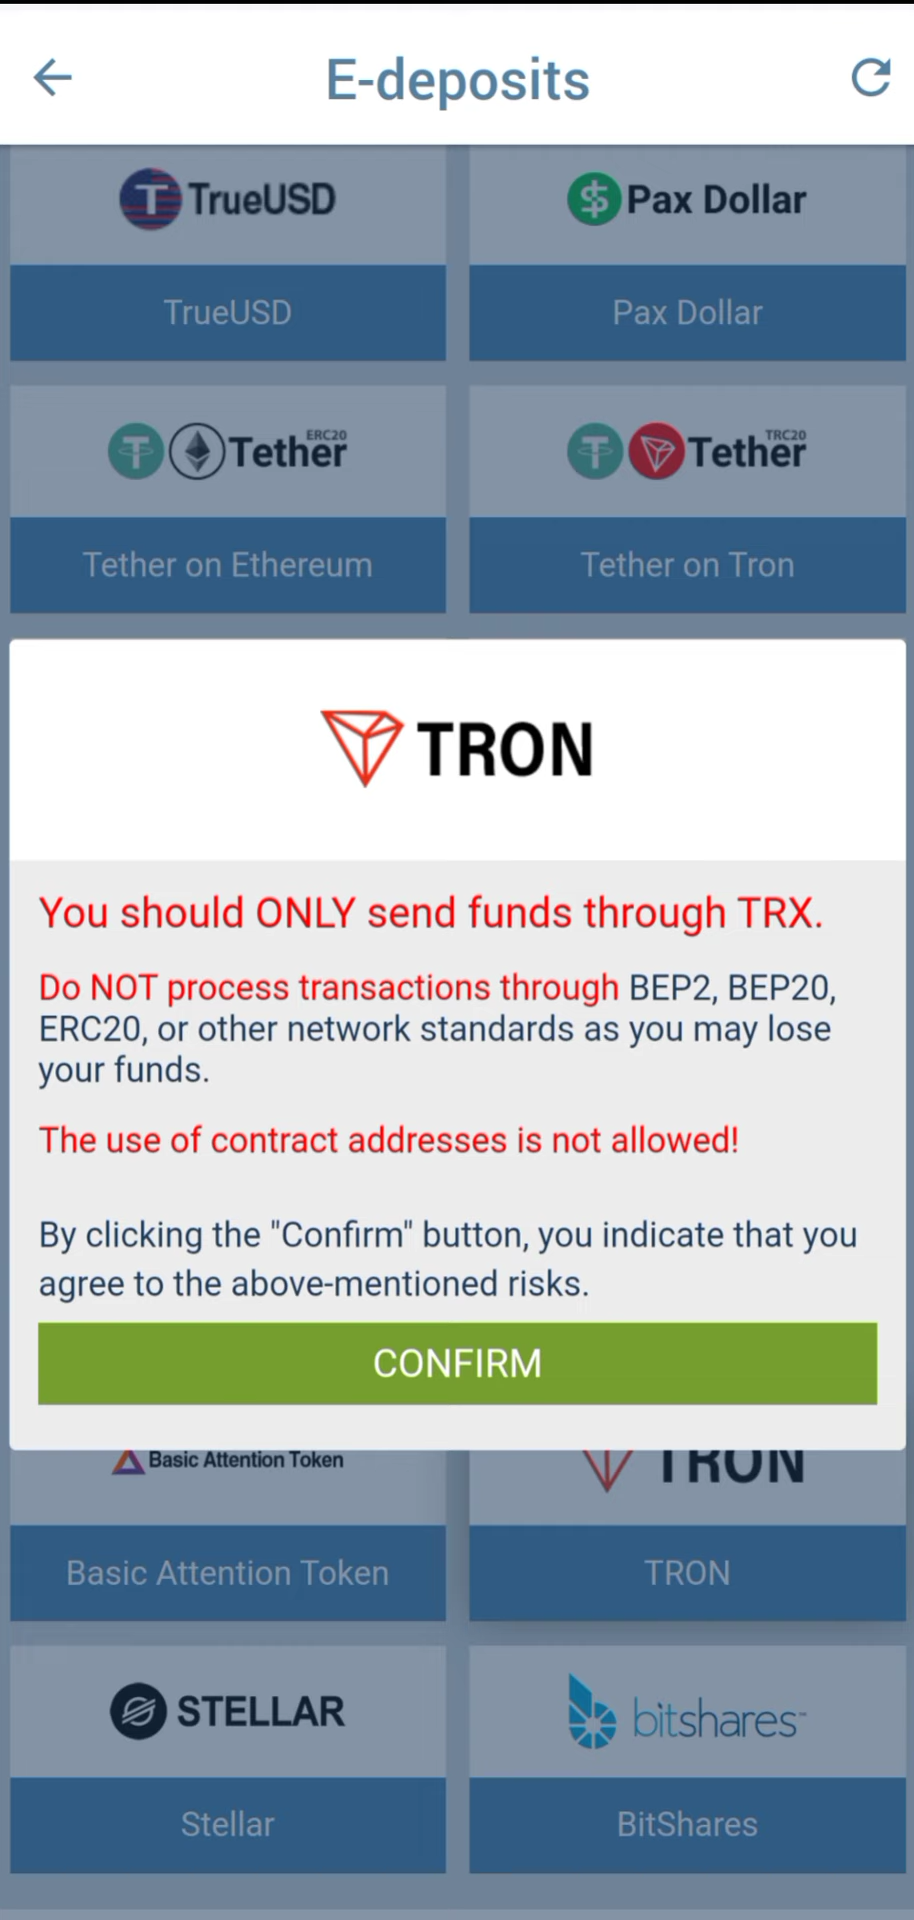 E-deposits
TrueUSD
Pax Dollar
TrueUSD
Pax Dollar
Tether ERC20
Tether TRC20
Tether on Ethereum
Tether on Tron
TRON
You should ONLY send funds through TRX.
Do NOT process transactions through BEP2, BEP20,
ERC20, or other network standards as you may lose
your funds.
The use of contract addresses is not allowed!
By clicking the "Confirm" button, you indicate that you
agree to the above-mentioned risks.
CONFIRM
Basic Attention Token
TRON
Basic Attention Token
TRON
STELLAR
bitshares™
Stellar
BitShares